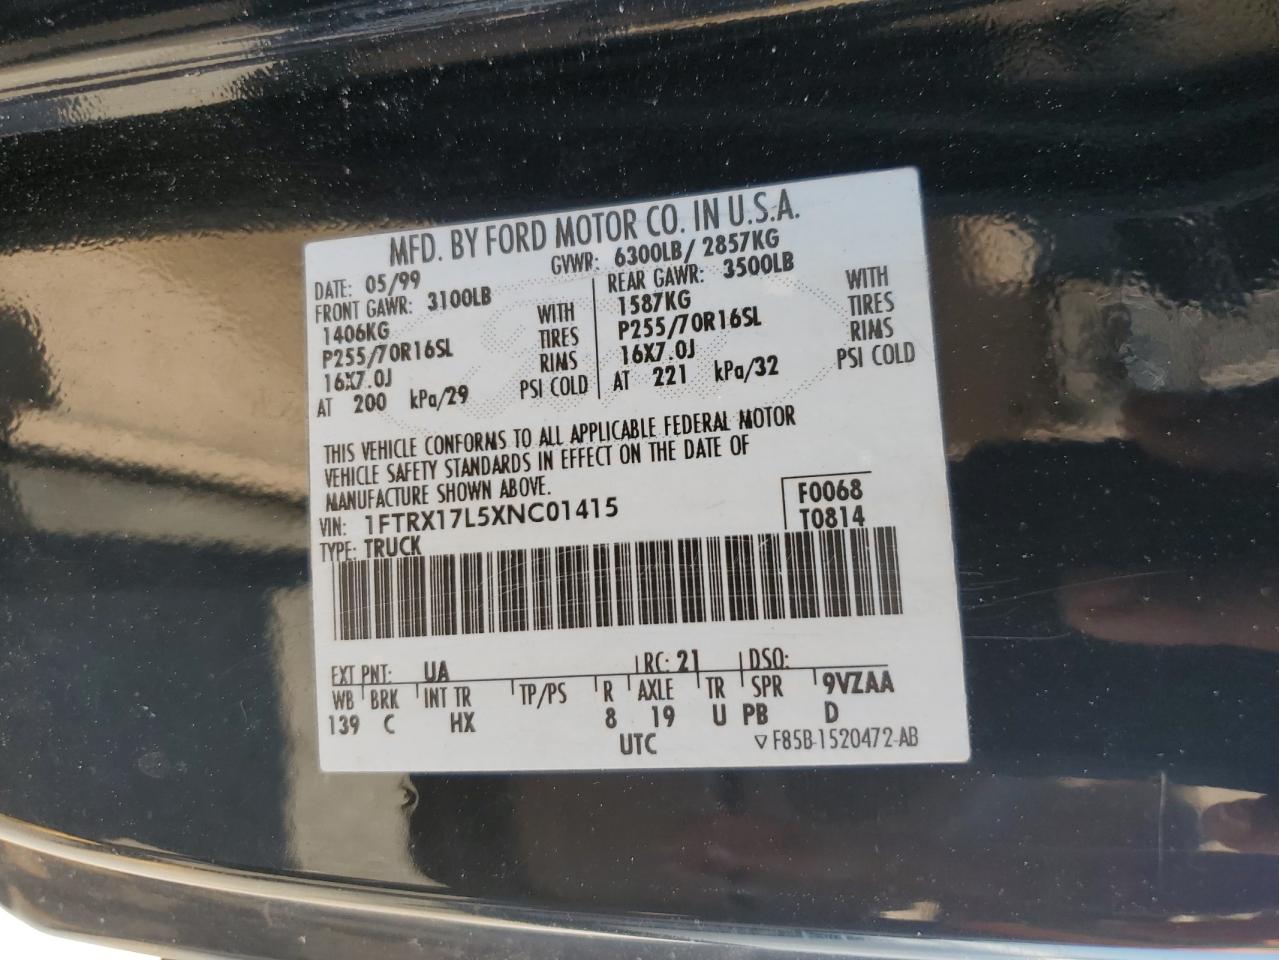 MFD. BY FORD MOTOR CO. IN U.S.A.
DATE: 05/99 GVWR: 6300LB/ 2857KG
FRONT GAWR: 3100LB REAR GAWR: 3500LB
1406KG WITH 1587KG WITH
P255/70R16SL TIRES P255/70R16SL TIRES
16X7.0J RIMS 16X7.0J RIMS
AT 200 kPa/29 PSI COLD AT 221 kPa/32 PSI COLD
THIS VEHICLE CONFORMS TO ALL APPLICABLE FEDERAL MOTOR
VEHICLE SAFETY STANDARDS IN EFFECT ON THE DATE OF
MANUFACTURE SHOWN ABOVE.
VIN: 1FTRX17L5XNC01415 F0068
TYPE: TRUCK T0814
EXT PNT: UA RC: 21 DSO:
WB BRK INT TR TP/PS R AXLE TR SPR 9VZAA
139 C HX 8 19 U PB D
UTC ▽ F85B-1520472-AB